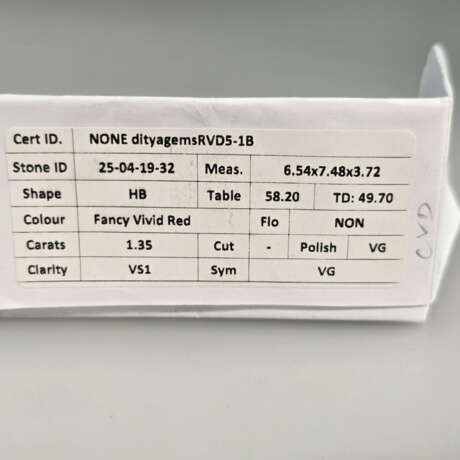 Cert ID. NONE dityagemsRVD5-1B
Stone ID 25-04-19-32 Meas. 6.54x7.48x3.72
Shape HB Table 58.20 TD: 49.70
Colour Fancy Vivid Red Flo NON
Carats 1.35 Cut - Polish VG
Clarity VS1 Sym VG
CVD